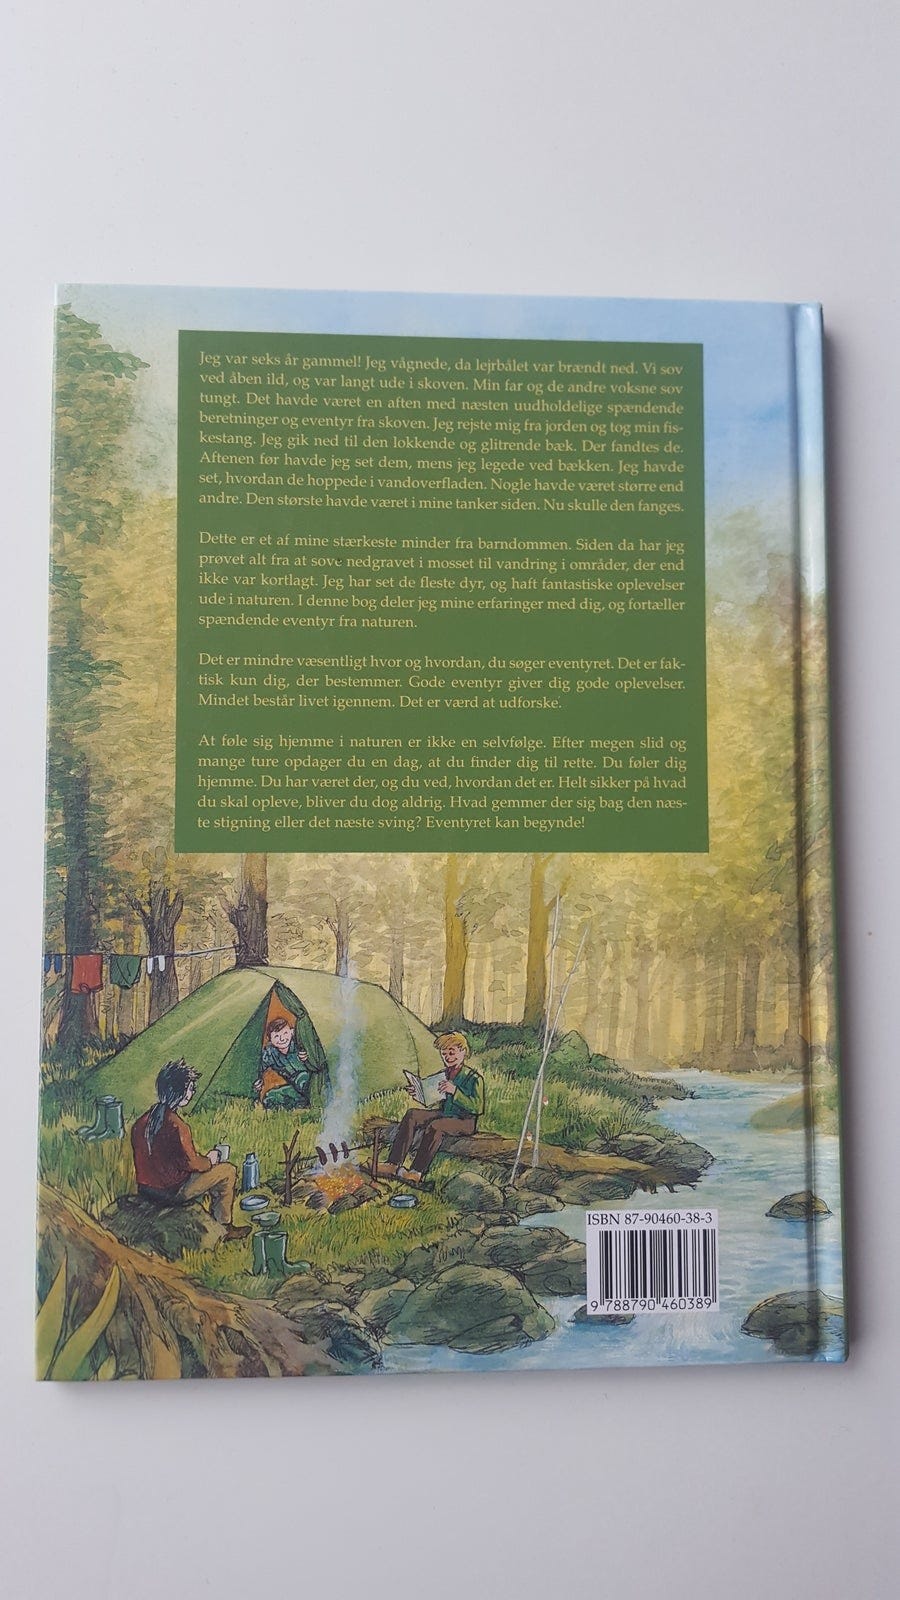 Jeg var seks år gammel! Jeg vågnede, da lejrbålet var brændt ned. Vi sov
ved åben ild, og var langt ude i skoven. Min far og de andre voksne sov
tungt. Det havde været en aften med næsten uudholdelige spændende
beretninger og eventyr fra skoven. Jeg rejste mig fra jorden og tog min fis-
kestang. Jeg gik ned til den lokkende og glitrende bæk. Der fandtes de.
Aftenen før havde jeg set dem, mens jeg legede ved bækken. Jeg havde
set, hvordan de hoppede i vandoverfladen. Nogle havde været større end
andre. Den største havde været i mine tanker siden. Nu skulle den fanges.
Dette er et af mine stærkeste minder fra barndommen. Siden da har jeg
prøvet alt fra at sove nedgravet i mosset til vandring i områder, der end
ikke var kortlagt. Jeg har set de fleste dyr, og haft fantastiske oplevelser
ude i naturen. I denne bog deler jeg mine erfaringer med dig, og fortæller
spændende eventyr fra naturen.
Det er mindre væsentligt hvor og hvordan, du søger eventyret. Det er fak-
tisk kun dig, der bestemmer. Gode eventyr giver dig gode oplevelser.
Mindet består livet igennem. Det er værd at udforske.
At føle sig hjemme i naturen er ikke en selvfølge. Efter megen slid og
mange ture opdager du en dag, at du finder dig til rette. Du føler dig
hjemme. Du har været der, og du ved, hvordan det er. Helt sikker på hvad
du skal opleve, bliver du dog aldrig. Hvad gemmer der sig bag den næs-
te stigning eller det næste sving? Eventyret kan begynde!
ISBN 87-90460-38-3
9 788790 460389